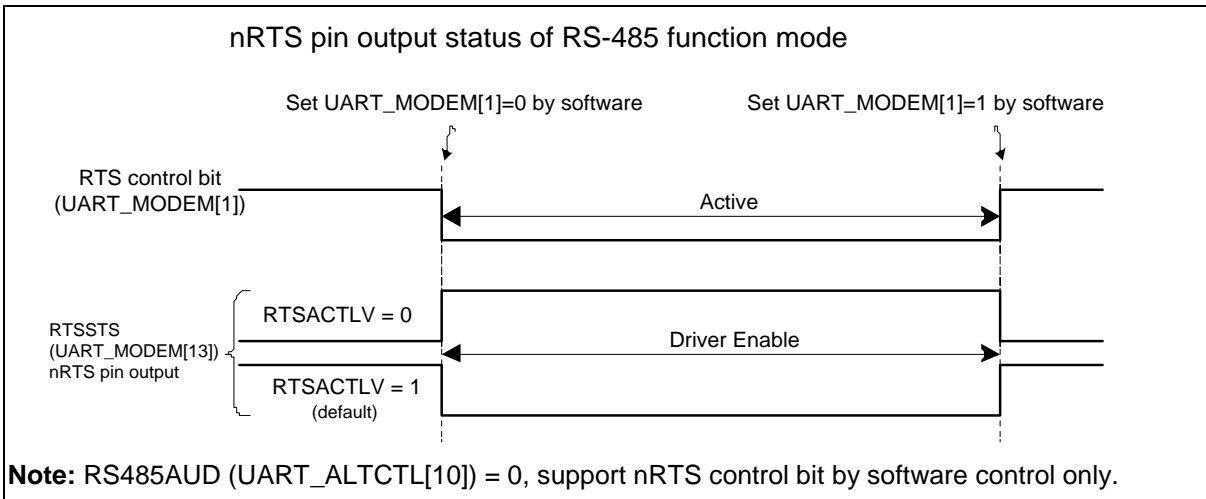 nRTS pin output status of RS-485 function mode
Set UART_MODEM[1]=0 by software
Set UART_MODEM[1]=1 by software
RTS control bit
(UART_MODEM[1])
Active
RTSSTS
(UART_MODEM[13])
nRTS pin output
RTSACTLV = 0
Driver Enable
RTSACTLV = 1
(default)
Note: RS485AUD (UART_ALTCTL[10]) = 0, support nRTS control bit by software control only.